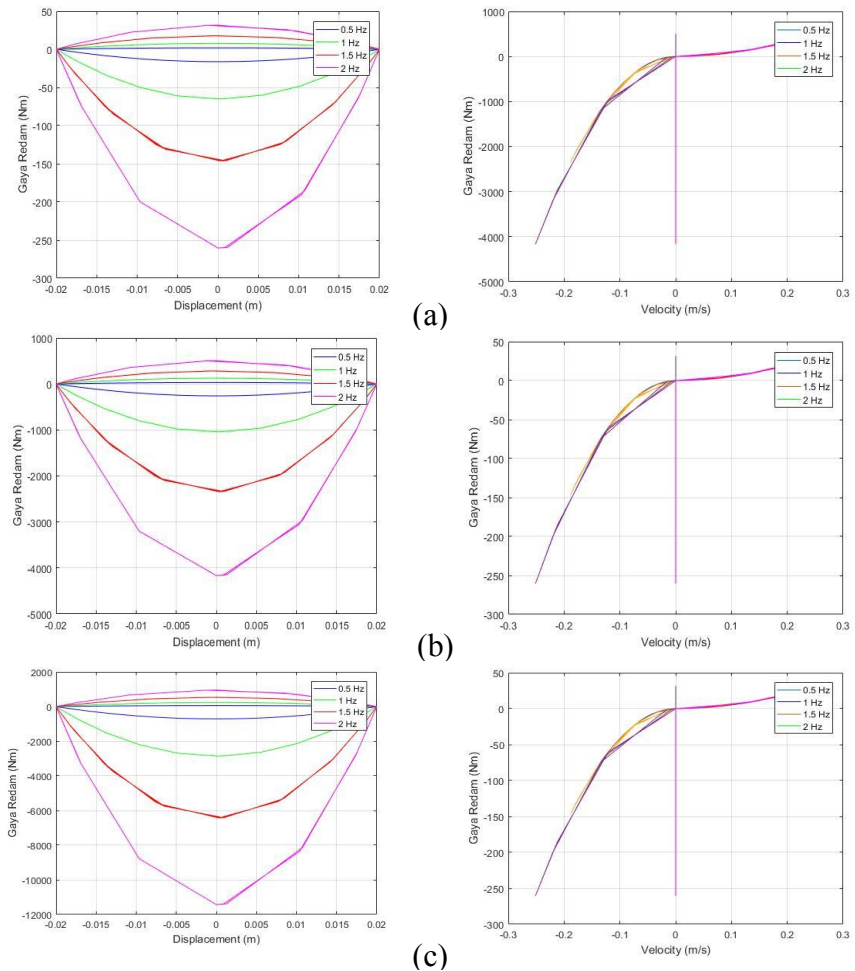 50
0
-50
-100
-150
-200
-250
-300
Gaya Redam (Nm)
-0.02 -0.015 -0.01 -0.005 0 0.005 0.01 0.015 0.02
Displacement (m)
0.5 Hz
1 Hz
1.5 Hz
2 Hz
1000
0
-1000
-2000
-3000
-4000
-5000
Gaya Redam (Nm)
-0.3 -0.2 -0.1 0 0.1 0.2 0.3
Velocity (m/s)
0.5 Hz
1 Hz
1.5 Hz
2 Hz
(a)
1000
0
-1000
-2000
-3000
-4000
-5000
Gaya Redam (Nm)
-0.02 -0.015 -0.01 -0.005 0 0.005 0.01 0.015 0.02
Displacement (m)
0.5 Hz
1 Hz
1.5 Hz
2 Hz
50
0
-50
-100
-150
-200
-250
-300
Gaya Redam (Nm)
-0.3 -0.2 -0.1 0 0.1 0.2 0.3
Velocity (m/s)
0.5 Hz
1 Hz
1.5 Hz
2 Hz
(b)
2000
0
-2000
-4000
-6000
-8000
-10000
-12000
Gaya Redam (Nm)
-0.02 -0.015 -0.01 -0.005 0 0.005 0.01 0.015 0.02
Displacement (m)
0.5 Hz
1 Hz
1.5 Hz
2 Hz
50
0
-50
-100
-150
-200
-250
-300
Gaya Redam (Nm)
-0.3 -0.2 -0.1 0 0.1 0.2 0.3
Velocity (m/s)
0.5 Hz
1 Hz
1.5 Hz
2 Hz
(c)